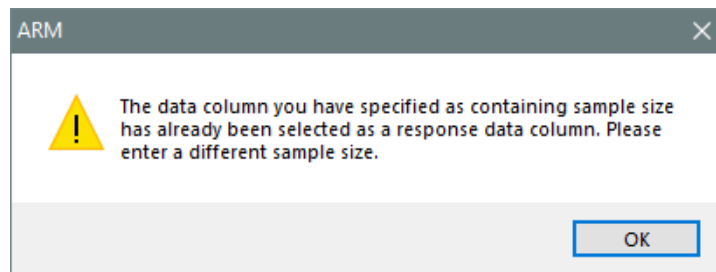 ARM
The data column you have specified as containing sample size
has already been selected as a response data column. Please
enter a different sample size.
OK